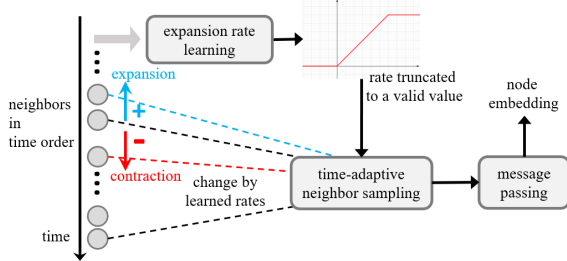 expansion rate
learning
expansion
+
-
contraction
neighbors
in
time order
time
change by
learned rates
rate truncated
to a valid value
time-adaptive
neighbor sampling
node
embedding
message
passing